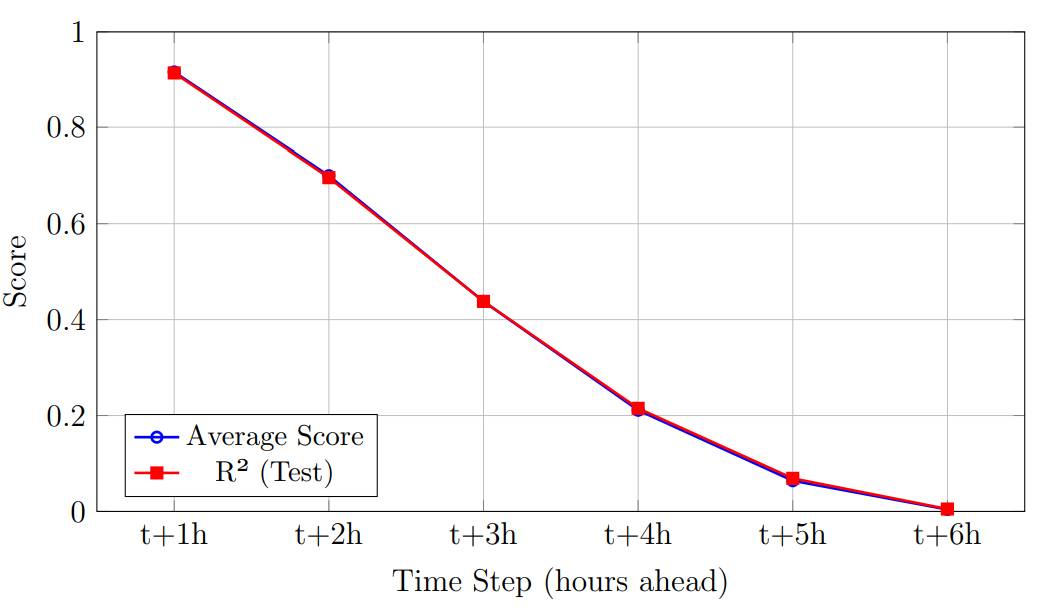 1
0.8
0.6
0.4
0.2
0
Score
Average Score
R² (Test)
t+1h t+2h t+3h t+4h t+5h t+6h
Time Step (hours ahead)